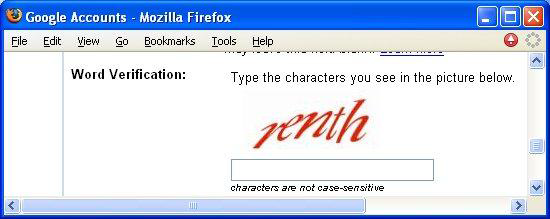 Google Accounts - Mozilla Firefox
File Edit View Go Bookmarks Tools Help
Word Verification: Type the characters you see in the picture below.
renth
characters are not case-sensitive